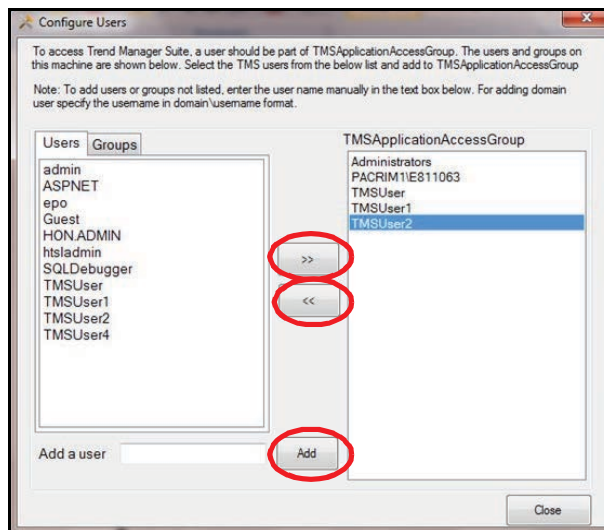 Configure Users
To access Trend Manager Suite, a user should be part of TMSApplicationAccessGroup. The users and groups on
this machine are shown below. Select the TMS users from the below list and add to TMSApplicationAccessGroup
Note: To add users or groups not listed, enter the user name manually in the text box below. For adding domain
user specify the username in domain\username format.
Users Groups
admin
ASPNET
epo
Guest
HON.ADMIN
htsladmin
SQLDebugger
TMSUser
TMSUser1
TMSUser2
TMSUser4
>>
<<
TMSApplicationAccessGroup
Administrators
PACRIM1\E811063
TMSUser
TMSUser1
TMSUser2
Add a user
Add
Close